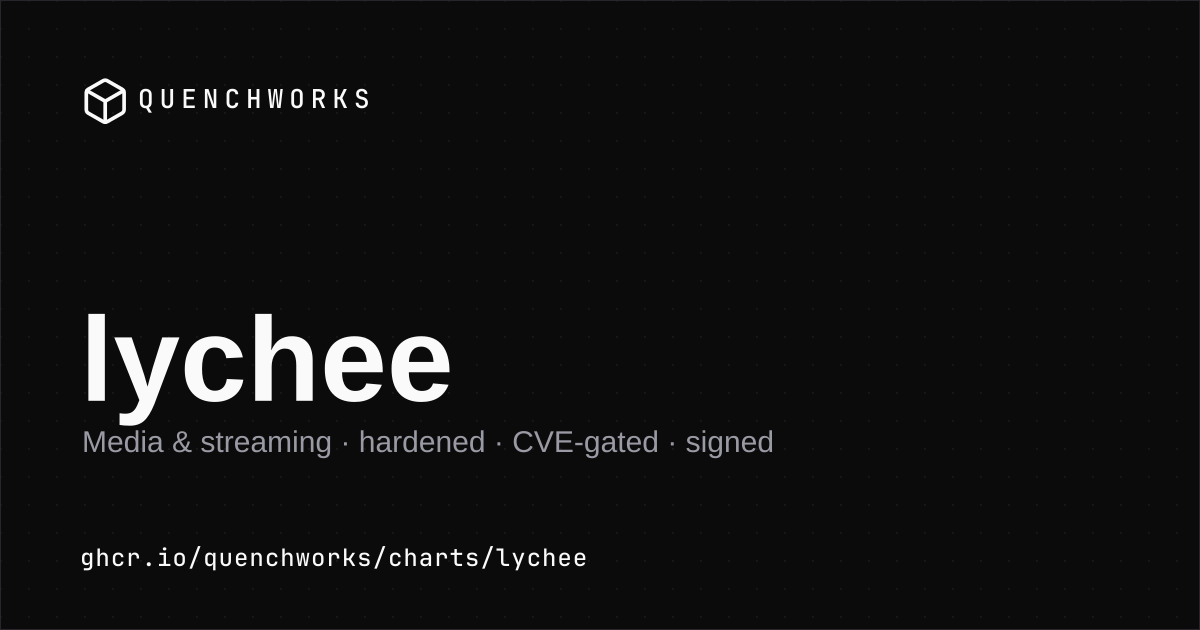 QUENCHWORKS
lychee
Media & streaming · hardened · CVE-gated · signed
ghcr.io/quenchworks/charts/lychee